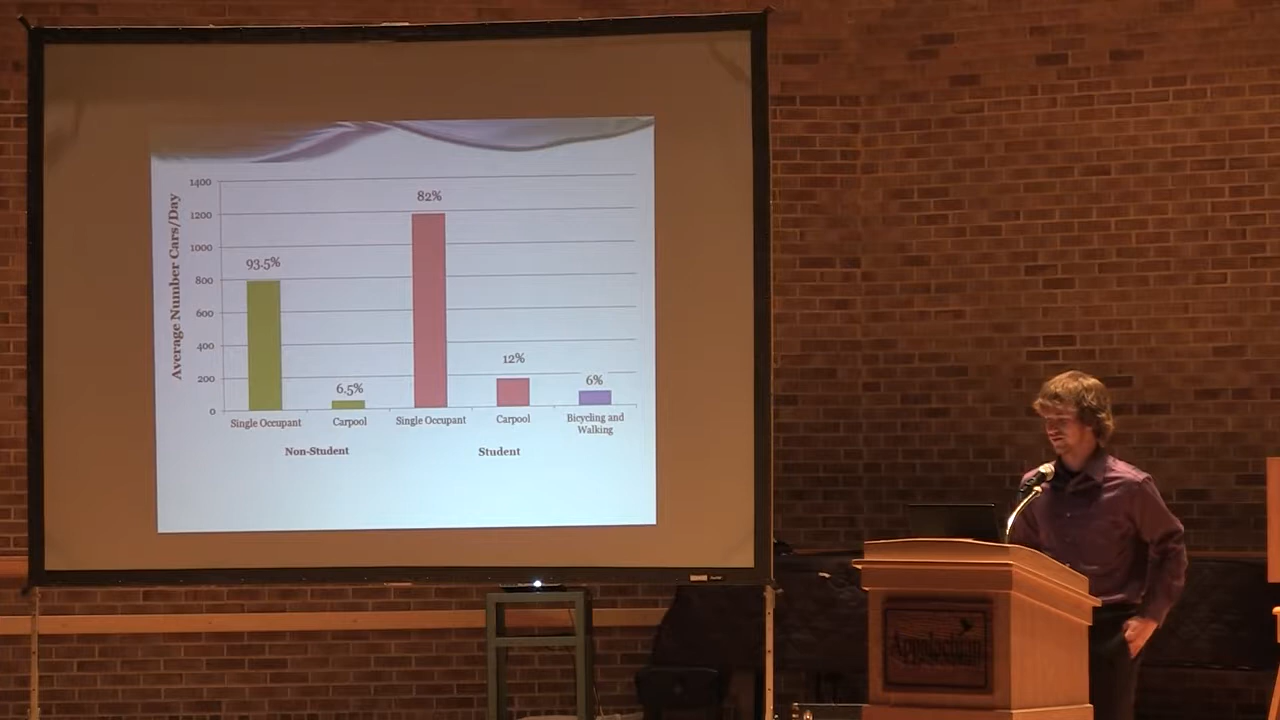 Average Number Cars/Day
1400
1200
1000
800
600
400
200
0
93.5%
6.5%
82%
12%
6%
Single Occupant
Carpool
Single Occupant
Carpool
Bicycling and
Walking
Non-Student
Student
Appalachian